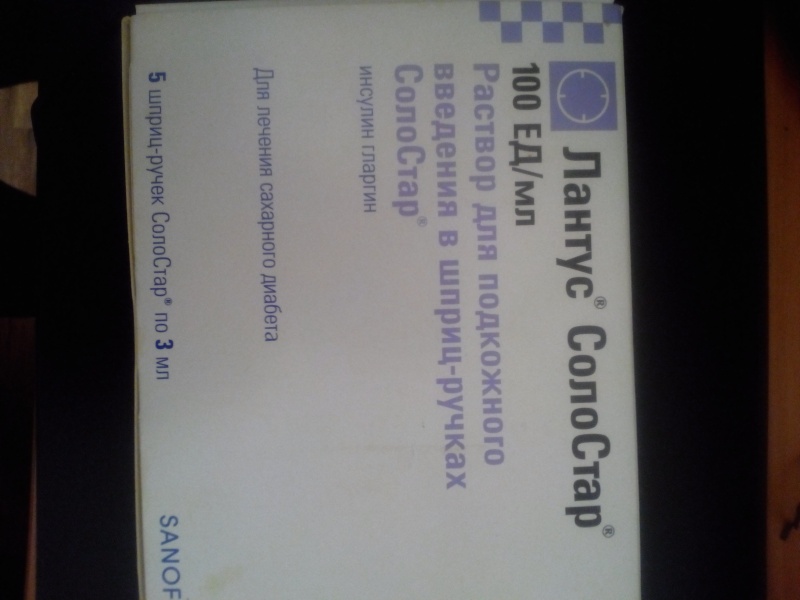 Лантус® СолоСтар®
100 ЕД/мл
Раствор для подкожного
введения в шприц-ручках
СолоСтар®
инсулин гларгин
Для лечения сахарного диабета
5 шприц-ручек СолоСтар® по 3 мл
SANOF